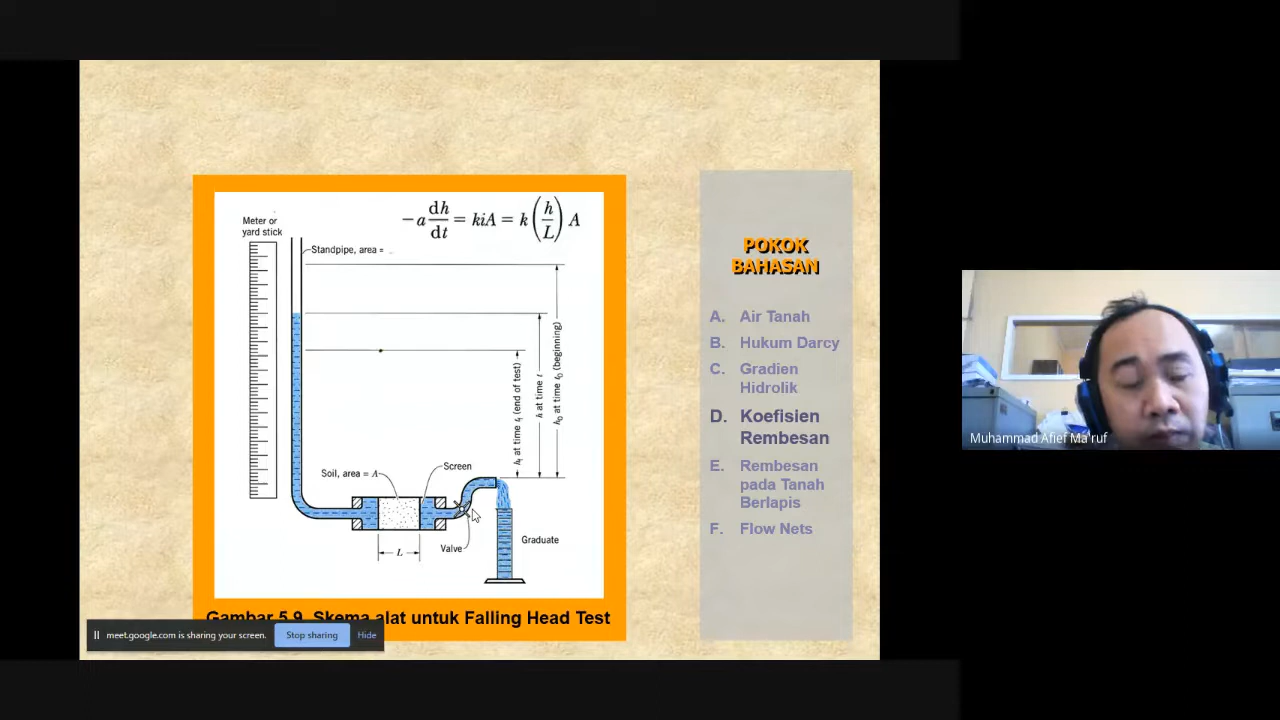 −a dh/dt = kiA = k (h/L) A
Meter or
yard stick
Standpipe, area =
h₀ at time t₀ (beginning)
h at time t
hf at time tf (end of test)
Soil, area = A
Screen
L
Valve
Graduate
Gambar 5.9. Skema alat untuk Falling Head Test
POKOK
BAHASAN
A. Air Tanah
B. Hukum Darcy
C. Gradien
Hidrolik
D. Koefisien
Rembesan
E. Rembesan
pada Tanah
Berlapis
F. Flow Nets
meet.google.com is sharing your screen.
Stop sharing
Hide
Muhammad Afief Ma'ruf